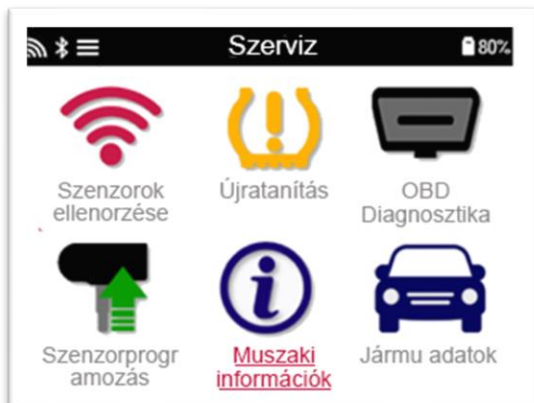 Szerviz 80%
Szenzorok
ellenorzése
Újratanítás
OBD
Diagnosztika
Szenzorprogr
amozás
Muszaki
információk
Jármu adatok